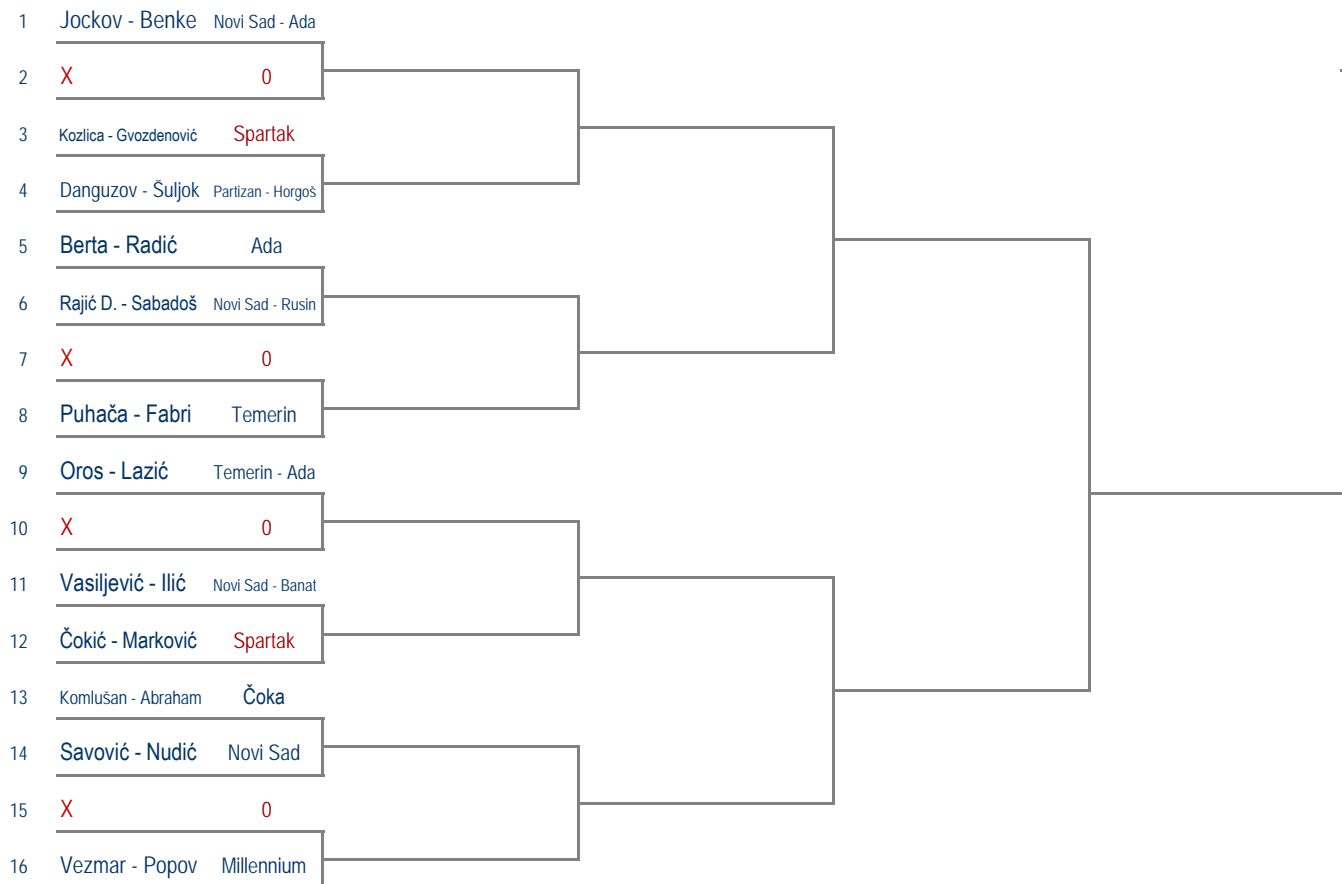 1 Jockov - Benke Novi Sad - Ada
2 X 0
3 Kozlica - Gvozdenović Spartak
4 Danguzov - Šuljok Partizan - Horgoš
5 Berta - Radić Ada
6 Rajić D. - Sabadoš Novi Sad - Rusin
7 X 0
8 Puhača - Fabri Temerin
9 Oros - Lazić Temerin - Ada
10 X 0
11 Vasiljević - Ilić Novi Sad - Banat
12 Čokić - Marković Spartak
13 Komlušan - Abraham Čoka
14 Savović - Nudić Novi Sad
15 X 0
16 Vezmar - Popov Millennium